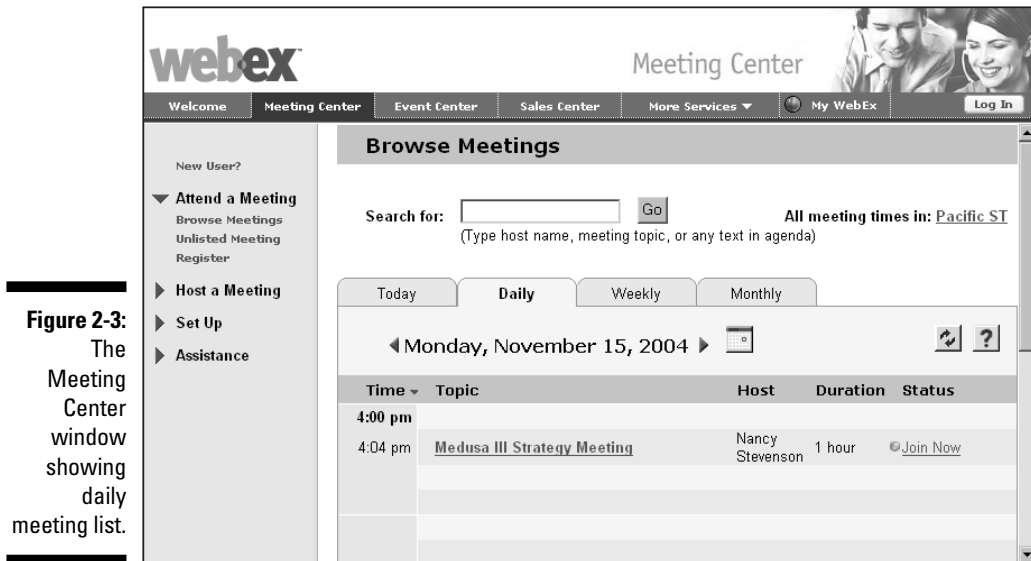 webex
Meeting Center
Welcome
Meeting Center
Event Center
Sales Center
More Services
My WebEx
Log In
New User?
Attend a Meeting
Browse Meetings
Unlisted Meeting
Register
Host a Meeting
Set Up
Assistance
Browse Meetings
Search for:
Go
All meeting times in: Pacific ST
(Type host name, meeting topic, or any text in agenda)
Today
Daily
Weekly
Monthly
Monday, November 15, 2004
?
Time Topic Host Duration Status
4:00 pm
4:04 pm Medusa III Strategy Meeting Nancy Stevenson 1 hour Join Now
Figure 2-3:
The
Meeting
Center
window
showing
daily
meeting list.